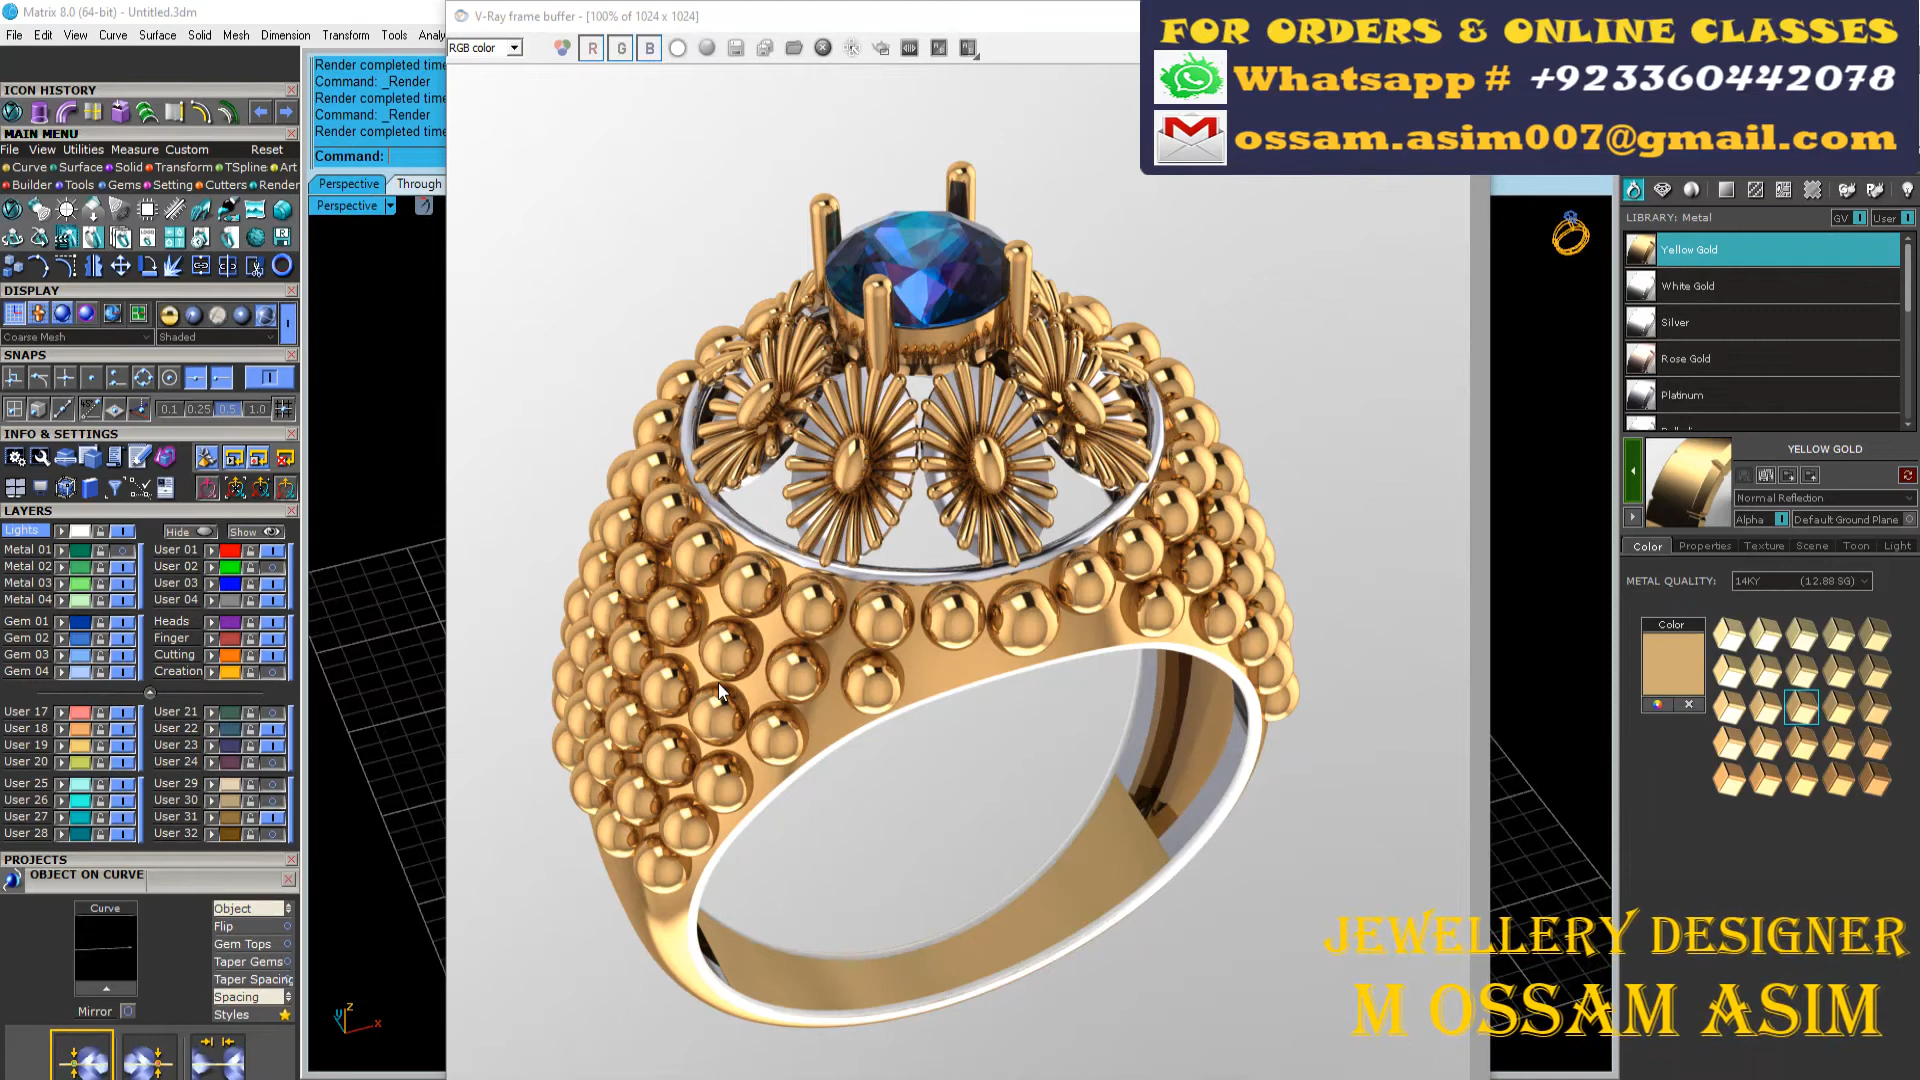 Matrix 8.0 (64-bit) - Untitled.3dm
File Edit View Curve Surface Solid Mesh Dimension Transform Tools Analy
V-Ray frame buffer - [100% of 1024 x 1024]
RGB color
R G B
FOR ORDERS & ONLINE CLASSES
Whatsapp # +923360442078
ossam.asim007@gmail.com
Render completed time
Command: _Render
Render completed time
Command: _Render
Render completed time
Command:
Perspective Through
Perspective
ICON HISTORY
MAIN MENU
File View Utilities Measure Custom Reset
Curve Surface Solid Transform TSpline Art
Builder Tools Gems Setting Cutters Render
DISPLAY
Coarse Mesh Shaded
SNAPS
0.1 0.25 0.5 1.0
INFO & SETTINGS
LAYERS
Lights Hide Show
Metal 01 User 01
Metal 02 User 02
Metal 03 User 03
Metal 04 User 04
Gem 01 Heads
Gem 02 Finger
Gem 03 Cutting
Gem 04 Creation
User 17 User 21
User 18 User 22
User 19 User 23
User 20 User 24
User 25 User 29
User 26 User 30
User 27 User 31
User 28 User 32
PROJECTS
OBJECT ON CURVE
Curve
Object
Flip
Gem Tops
Taper Gems
Taper Spacing
Spacing
Mirror
Styles
z
y
x
LIBRARY: Metal GV User
Yellow Gold
White Gold
Silver
Rose Gold
Platinum
YELLOW GOLD
Normal Reflection
Alpha Default Ground Plane
Color Properties Texture Scene Toon Light
METAL QUALITY: 14KY (12.88 SG)
Color
JEWELLERY DESIGNER
M OSSAM ASIM